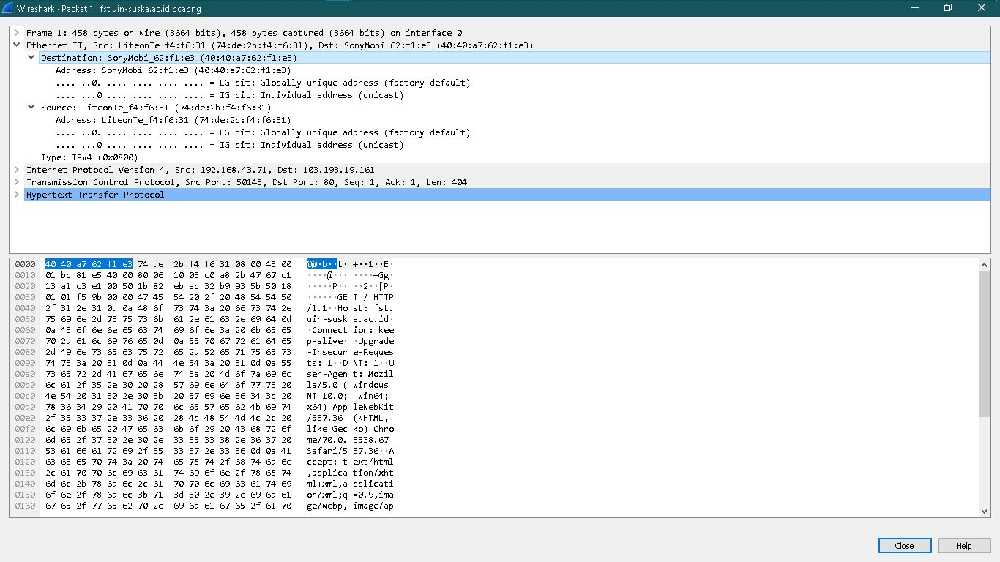 Wireshark · Packet 1 · fst.uin-suska.ac.id.pcapng
Frame 1: 458 bytes on wire (3664 bits), 458 bytes captured (3664 bits) on interface 0
Ethernet II, Src: LiteonTe_f4:f6:31 (74:de:2b:f4:f6:31), Dst: SonyMobi_62:f1:e3 (40:40:a7:62:f1:e3)
Destination: SonyMobi_62:f1:e3 (40:40:a7:62:f1:e3)
Address: SonyMobi_62:f1:e3 (40:40:a7:62:f1:e3)
.... ..0. .... .... .... .... = LG bit: Globally unique address (factory default)
.... ...0 .... .... .... .... = IG bit: Individual address (unicast)
Source: LiteonTe_f4:f6:31 (74:de:2b:f4:f6:31)
Address: LiteonTe_f4:f6:31 (74:de:2b:f4:f6:31)
.... ..0. .... .... .... .... = LG bit: Globally unique address (factory default)
.... ...0 .... .... .... .... = IG bit: Individual address (unicast)
Type: IPv4 (0x0800)
Internet Protocol Version 4, Src: 192.168.43.71, Dst: 103.193.19.161
Transmission Control Protocol, Src Port: 50145, Dst Port: 80, Seq: 1, Ack: 1, Len: 404
Hypertext Transfer Protocol
0000 40 40 a7 62 f1 e3 74 de 2b f4 f6 31 08 00 45 00 @@·b··t· +··1··E·
0010 01 bc 81 e5 40 00 80 06 10 05 c0 a8 2b 47 67 c1 ····@··· ····+Gg·
0020 13 a1 c3 e1 00 50 1b 82 eb ac 32 b9 93 5b 50 18 ·····P·· ··2··[P·
0030 01 01 f5 9b 00 00 47 45 54 20 2f 20 48 54 54 50 ······GE T / HTTP
0040 2f 31 2e 31 0d 0a 48 6f 73 74 3a 20 66 73 74 2e /1.1··Ho st: fst.
0050 75 69 6e 2d 73 75 73 6b 61 2e 61 63 2e 69 64 0d uin-susk a.ac.id·
0060 0a 43 6f 6e 6e 65 63 74 69 6f 6e 3a 20 6b 65 65 ·Connect ion: kee
0070 70 2d 61 6c 69 76 65 0d 0a 55 70 67 72 61 64 65 p-alive· ·Upgrade
0080 2d 49 6e 73 65 63 75 72 65 2d 52 65 71 75 65 73 -Insecur e-Reques
0090 74 73 3a 20 31 0d 0a 44 4e 54 3a 20 31 0d 0a 55 ts: 1··D NT: 1··U
00a0 73 65 72 2d 41 67 65 6e 74 3a 20 4d 6f 7a 69 6c ser-Agen t: Mozil
00b0 6c 61 2f 35 2e 30 20 28 57 69 6e 64 6f 77 73 20 la/5.0 ( Windows
00c0 4e 54 20 31 30 2e 30 3b 20 57 69 6e 36 34 3b 20 NT 10.0; Win64;
00d0 78 36 34 29 20 41 70 70 6c 65 57 65 62 4b 69 74 x64) App leWebKit
00e0 2f 35 33 37 2e 33 36 20 28 4b 48 54 4d 4c 2c 20 /537.36 (KHTML,
00f0 6c 69 6b 65 20 47 65 63 6b 6f 29 20 43 68 72 6f like Gec ko) Chro
0100 6d 65 2f 37 30 2e 30 2e 33 35 33 38 2e 36 37 20 me/70.0. 3538.67
0110 53 61 66 61 72 69 2f 35 33 37 2e 33 36 0d 0a 41 Safari/5 37.36··A
0120 63 63 65 70 74 3a 20 74 65 78 74 2f 68 74 6d 6c ccept: t ext/html
0130 2c 61 70 70 6c 69 63 61 74 69 6f 6e 2f 78 68 74 ,applica tion/xht
0140 6d 6c 2b 78 6d 6c 2c 61 70 70 6c 69 63 61 74 69 ml+xml,a pplicati
0150 6f 6e 2f 78 6d 6c 3b 71 3d 30 2e 39 2c 69 6d 61 on/xml;q =0.9,ima
0160 67 65 2f 77 65 62 70 2c 69 6d 61 67 65 2f 61 70 ge/webp, image/ap
Close
Help